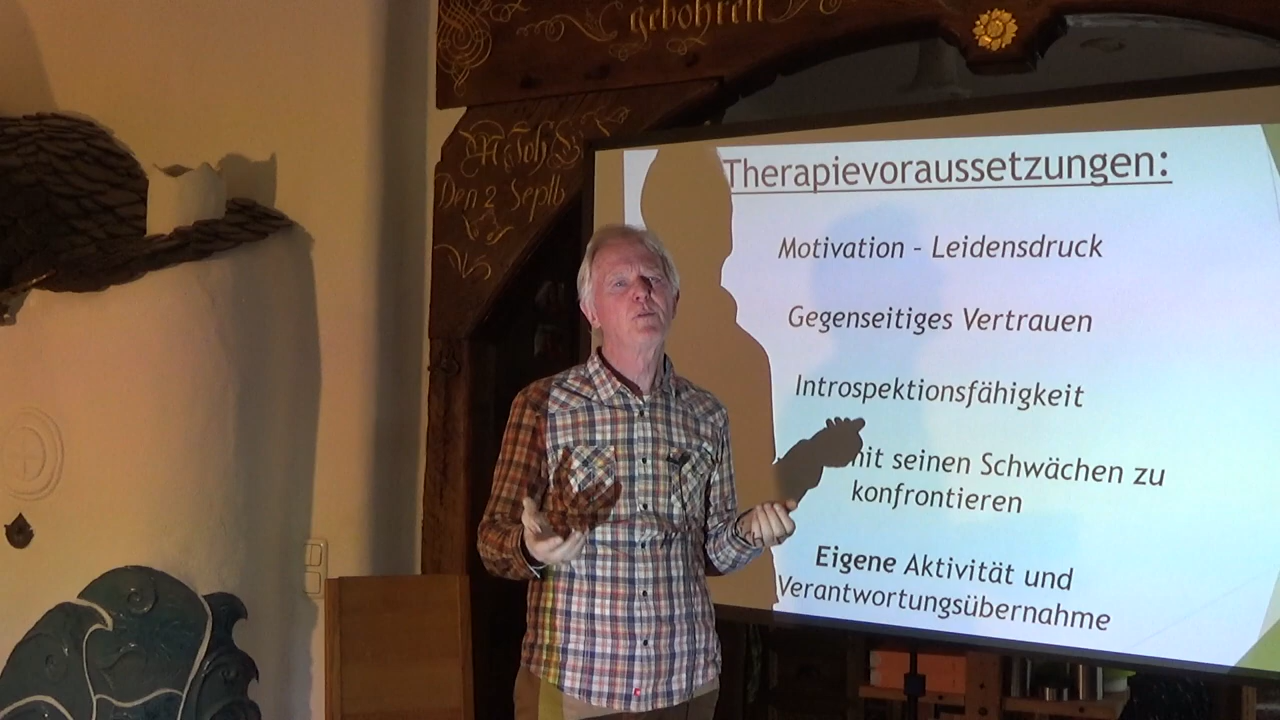 gebohren
Den 2 Septb
Therapievoraussetzungen:
Motivation - Leidensdruck
Gegenseitiges Vertrauen
Introspektionsfähigkeit
mit seinen Schwächen zu
konfrontieren
Eigene Aktivität und
Verantwortungsübernahme